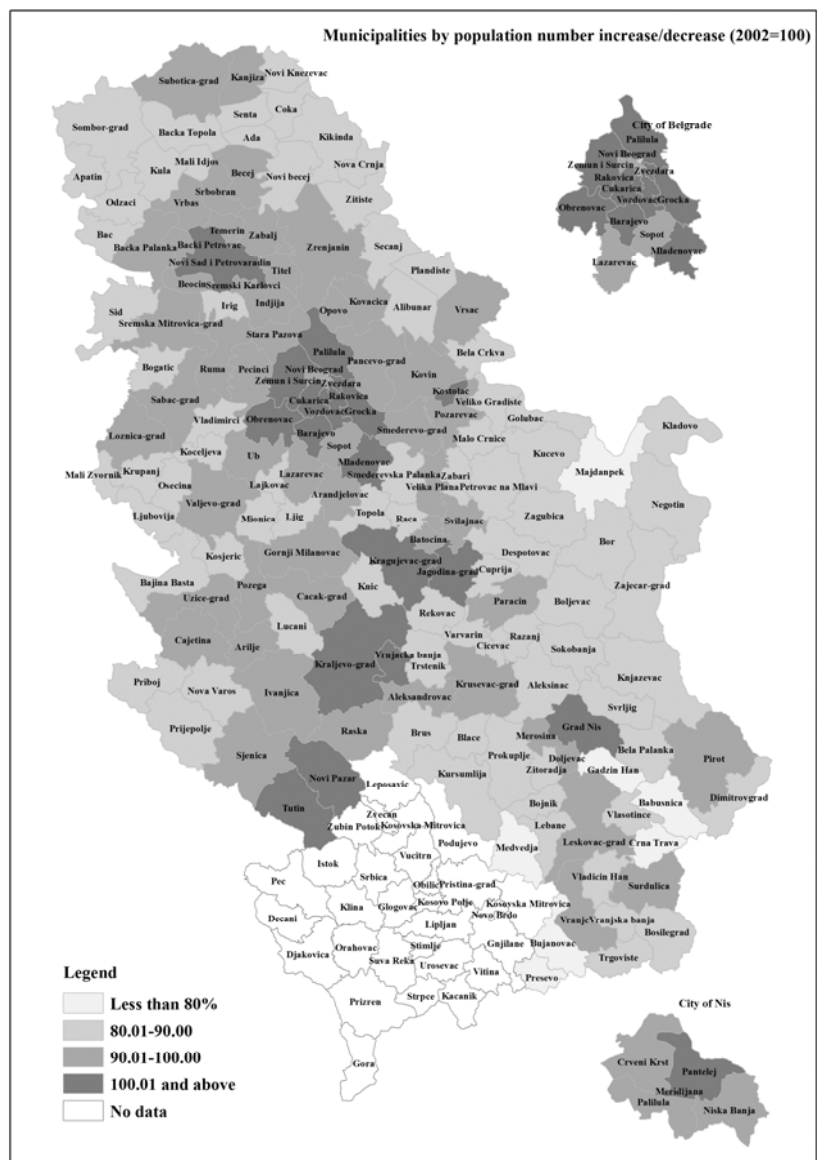 Municipalities by population number increase/decrease (2002=100)
Subotica-grad
Kanjiza
Novi Knezevac
Coka
Senta
Sombor-grad
Backa Topola
Ada
Kikinda
Mali Idjos
Kula
Nova Crnja
Apatin
Becej
Novi becej
Srbobran
Odzaci
Vrbas
Zitiste
Temerin
Bac
Backi Petrovac
Zabalj
Backa Palanka
Zrenjanin
Secanj
Novi Sad i Petrovaradin
Titel
Plandiste
Beocin
Sremski Karlovci
Irig
Indjija
Kovacica
Alibunar
Vrsac
Sid
Opovo
Sremska Mitrovica-grad
Stara Pazova
Palilula
Pancevo-grad
Bela Crkva
Bogatic
Ruma
Pecinci
Novi Beograd
Zemun i Surcin
Zvezdara
Kovin
Kostolac
Sabac-grad
Cukarica
Rakovica
Veliko Gradiste
Vladimirci
Obrenovac
Vozdovac
Grocka
Pozarevac
Golubac
Kladovo
Loznica-grad
Barajevo
Smederevo-grad
Malo Crnice
Koceljeva
Ub
Sopot
Kucevo
Mladenovac
Majdanpek
Mali Zvornik
Krupanj
Osecina
Lazarevac
Lajkovac
Smederevska Palanka
Zabari
Velika Plana
Petrovac na Mlavi
Negotin
Valjevo-grad
Arandjelovac
Ljubovija
Mionica
Ljig
Topola
Raca
Svilajnac
Zagubica
Batocina
Bor
Kosjeric
Gornji Milanovac
Kragujevac-grad
Despotovac
Jagodina-grad
Cuprija
Bajina Basta
Pozega
Knic
Zajecar-grad
Uzice-grad
Cacak-grad
Paracin
Boljevac
Lucani
Rekovac
Cajetina
Arilje
Varvarin
Razanj
Cicevac
Sokobanja
Kraljevo-grad
Vrnjacka banja
Trstenik
Priboj
Nova Varos
Ivanjica
Krusevac-grad
Aleksinac
Knjazevac
Aleksandrovac
Svrljig
Prijepolje
Raska
Brus
Blace
Grad Nis
Merosina
Sjenica
Prokuplje
Doljevac
Bela Palanka
Pirot
Novi Pazar
Kursumlija
Zitoradja
Gadzin Han
Leposavic
Dimitrovgrad
Tutin
Bojnik
Babusnica
Zvecan
Vlasotince
Zubin Potok
Kosovska Mitrovica
Lebane
Podujevo
Medvedja
Leskovac-grad
Crna Trava
Vucitrn
Istok
Srbica
Vladicin Han
Pec
Obilic
Pristina-grad
Surdulica
Klina
Glogovac
Kosovo Polje
Kosovska Mitrovica
Decani
Novo Brdo
Lipljan
Vranje
Vranjska banja
Orahovac
Stimlje
Gnjilane
Bujanovac
Bosilegrad
Djakovica
Suva Reka
Urosevac
Vitina
Presevo
Trgoviste
Prizren
Strpce
Kacanik
Gora
City of Belgrade
Palilula
Novi Beograd
Zemun i Surcin
Zvezdara
Rakovica
Cukarica
Vozdovac
Grocka
Obrenovac
Barajevo
Sopot
Mladenovac
Lazarevac
Legend
Less than 80%
80.01-90.00
90.01-100.00
100.01 and above
No data
City of Nis
Crveni Krst
Pantelej
Meridijana
Palilula
Niska Banja